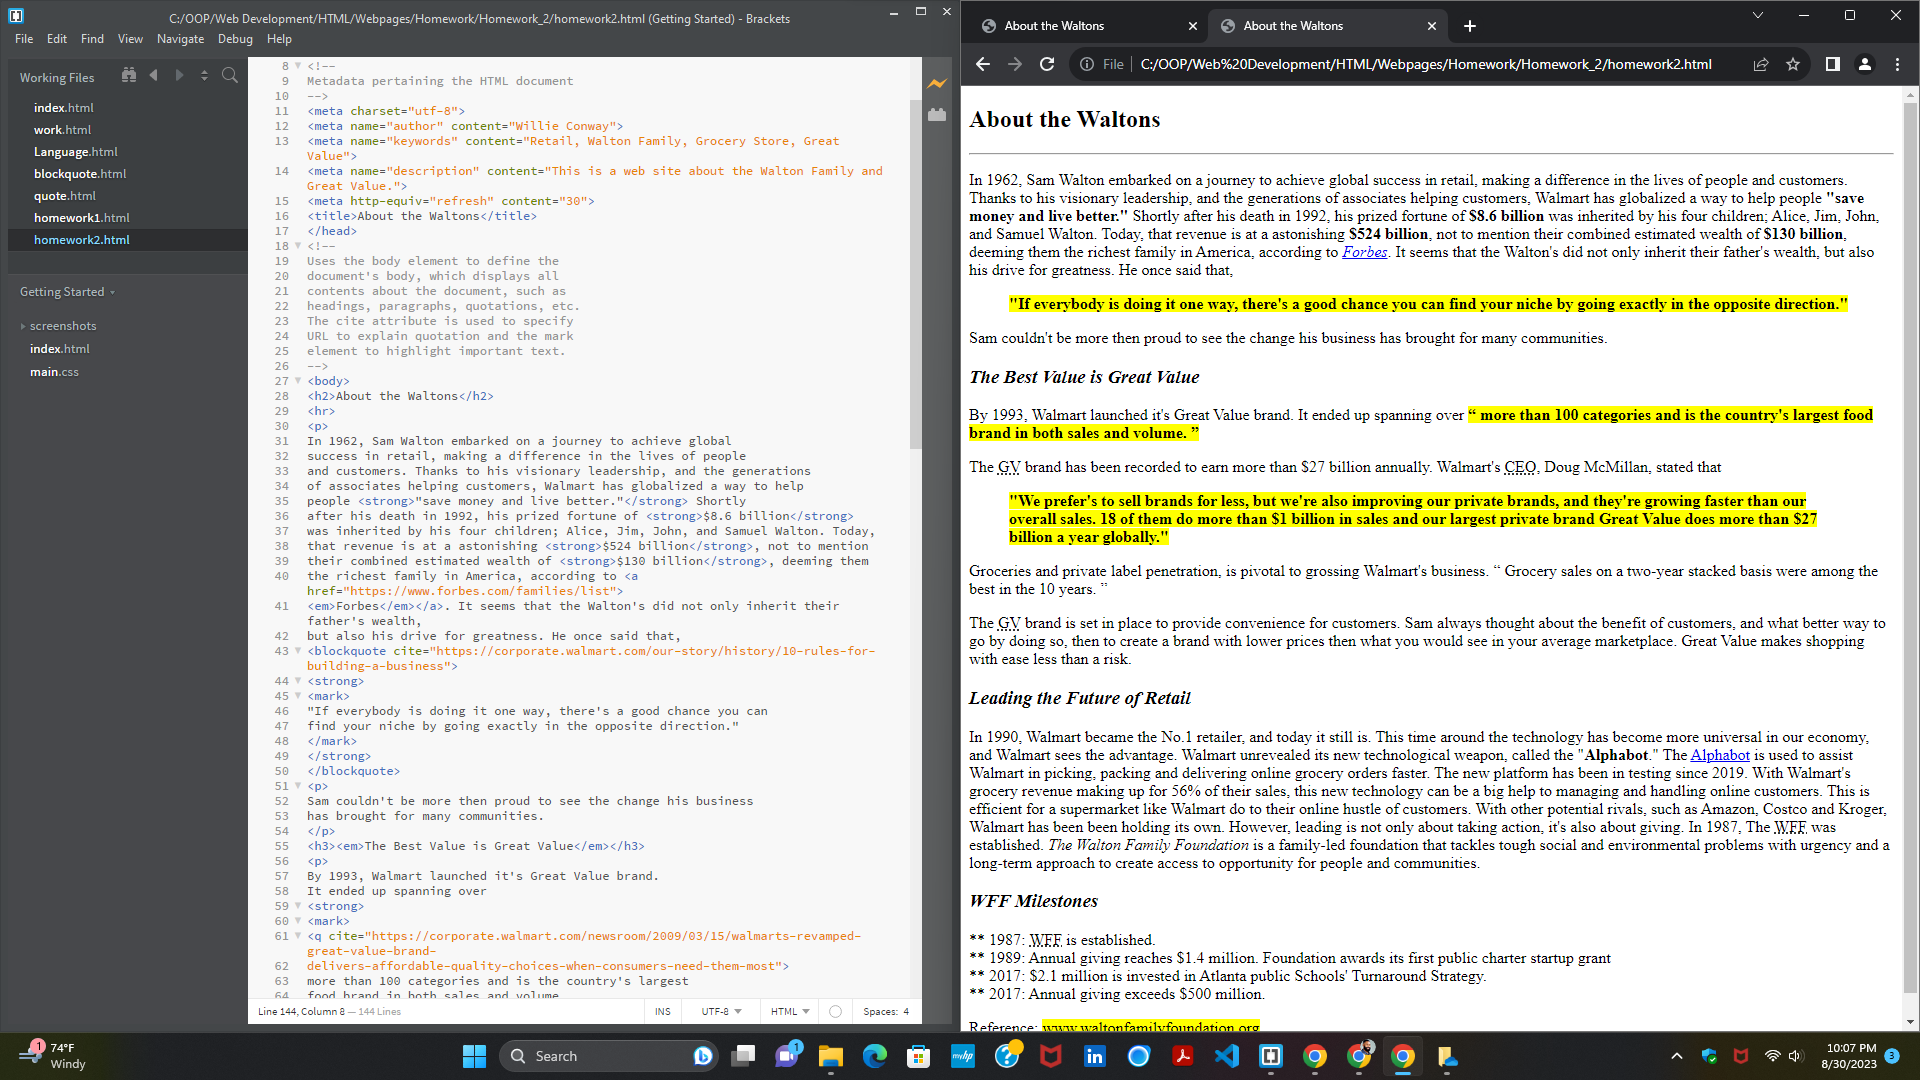 C:/OOP/Web Development/HTML/Webpages/Homework/Homework_2/homework2.html (Getting Started) - Brackets
File Edit Find View Navigate Debug Help
Working Files
index.html
work.html
Language.html
blockquote.html
quote.html
homework1.html
homework2.html
Getting Started
screenshots
index.html
main.css
8 <!--
9 Metadata pertaining the HTML document
10 -->
11 <meta charset="utf-8">
12 <meta name="author" content="Willie Conway">
13 <meta name="keywords" content="Retail, Walton Family, Grocery Store, Great
Value">
14 <meta name="description" content="This is a web site about the Walton Family and
Great Value.">
15 <meta http-equiv="refresh" content="30">
16 <title>About the Waltons</title>
17 </head>
18 <!--
19 Uses the body element to define the
20 document's body, which displays all
21 contents about the document, such as
22 headings, paragraphs, quotations, etc.
23 The cite attribute is used to specify
24 URL to explain quotation and the mark
25 element to highlight important text.
26 -->
27 <body>
28 <h2>About the Waltons</h2>
29 <hr>
30 <p>
31 In 1962, Sam Walton embarked on a journey to achieve global
32 success in retail, making a difference in the lives of people
33 and customers. Thanks to his visionary leadership, and the generations
34 of associates helping customers, Walmart has globalized a way to help
35 people <strong>"save money and live better."</strong> Shortly
36 after his death in 1992, his prized fortune of <strong>$8.6 billion</strong>
37 was inherited by his four children; Alice, Jim, John, and Samuel Walton. Today,
38 that revenue is at a astonishing <strong>$524 billion</strong>, not to mention
39 their combined estimated wealth of <strong>$130 billion</strong>, deeming them
40 the richest family in America, according to <a
href="https://www.forbes.com/families/list">
41 <em>Forbes</em></a>. It seems that the Walton's did not only inherit their
father's wealth,
42 but also his drive for greatness. He once said that,
43 <blockquote cite="https://corporate.walmart.com/our-story/history/10-rules-for-
building-a-business">
44 <strong>
45 <mark>
46 "If everybody is doing it one way, there's a good chance you can
47 find your niche by going exactly in the opposite direction."
48 </mark>
49 </strong>
50 </blockquote>
51 <p>
52 Sam couldn't be more then proud to see the change his business
53 has brought for many communities.
54 </p>
55 <h3><em>The Best Value is Great Value</em></h3>
56 <p>
57 By 1993, Walmart launched it's Great Value brand.
58 It ended up spanning over
59 <strong>
60 <mark>
61 <q cite="https://corporate.walmart.com/newsroom/2009/03/15/walmarts-revamped-
great-value-brand-
62 delivers-affordable-quality-choices-when-consumers-need-them-most">
63 more than 100 categories and is the country's largest
64 food brand in both sales and volume.
Line 144, Column 8 — 144 Lines
INS UTF-8 HTML Spaces: 4
About the Waltons
About the Waltons
File C:/OOP/Web%20Development/HTML/Webpages/Homework/Homework_2/homework2.html
About the Waltons
In 1962, Sam Walton embarked on a journey to achieve global success in retail, making a difference in the lives of people and customers.
Thanks to his visionary leadership, and the generations of associates helping customers, Walmart has globalized a way to help people "save
money and live better." Shortly after his death in 1992, his prized fortune of $8.6 billion was inherited by his four children; Alice, Jim, John,
and Samuel Walton. Today, that revenue is at a astonishing $524 billion, not to mention their combined estimated wealth of $130 billion,
deeming them the richest family in America, according to Forbes. It seems that the Walton's did not only inherit their father's wealth, but also
his drive for greatness. He once said that,
"If everybody is doing it one way, there's a good chance you can find your niche by going exactly in the opposite direction."
Sam couldn't be more then proud to see the change his business has brought for many communities.
The Best Value is Great Value
By 1993, Walmart launched it's Great Value brand. It ended up spanning over “ more than 100 categories and is the country's largest food
brand in both sales and volume. ”
The GV brand has been recorded to earn more than $27 billion annually. Walmart's CEO, Doug McMillan, stated that
"We prefer's to sell brands for less, but we're also improving our private brands, and they're growing faster than our
overall sales. 18 of them do more than $1 billion in sales and our largest private brand Great Value does more than $27
billion a year globally."
Groceries and private label penetration, is pivotal to grossing Walmart's business. “ Grocery sales on a two-year stacked basis were among the
best in the 10 years. ”
The GV brand is set in place to provide convenience for customers. Sam always thought about the benefit of customers, and what better way to
go by doing so, then to create a brand with lower prices then what you would see in your average marketplace. Great Value makes shopping
with ease less than a risk.
Leading the Future of Retail
In 1990, Walmart became the No.1 retailer, and today it still is. This time around the technology has become more universal in our economy,
and Walmart sees the advantage. Walmart unrevealed its new technological weapon, called the "Alphabot." The Alphabot is used to assist
Walmart in picking, packing and delivering online grocery orders faster. The new platform has been in testing since 2019. With Walmart's
grocery revenue making up for 56% of their sales, this new technology can be a big help to managing and handling online customers. This is
efficient for a supermarket like Walmart do to their online hustle of customers. With other potential rivals, such as Amazon, Costco and Kroger,
Walmart has been been holding its own. However, leading is not only about taking action, it's also about giving. In 1987, The WFF was
established. The Walton Family Foundation is a family-led foundation that tackles tough social and environmental problems with urgency and a
long-term approach to create access to opportunity for people and communities.
WFF Milestones
** 1987: WFF is established.
** 1989: Annual giving reaches $1.4 million. Foundation awards its first public charter startup grant
** 2017: $2.1 million is invested in Atlanta public Schools' Turnaround Strategy.
** 2017: Annual giving exceeds $500 million.
Reference: www.waltonfamilyfoundation.org
1
74°F
Windy
Search
1
myhp
10:07 PM
8/30/2023
3